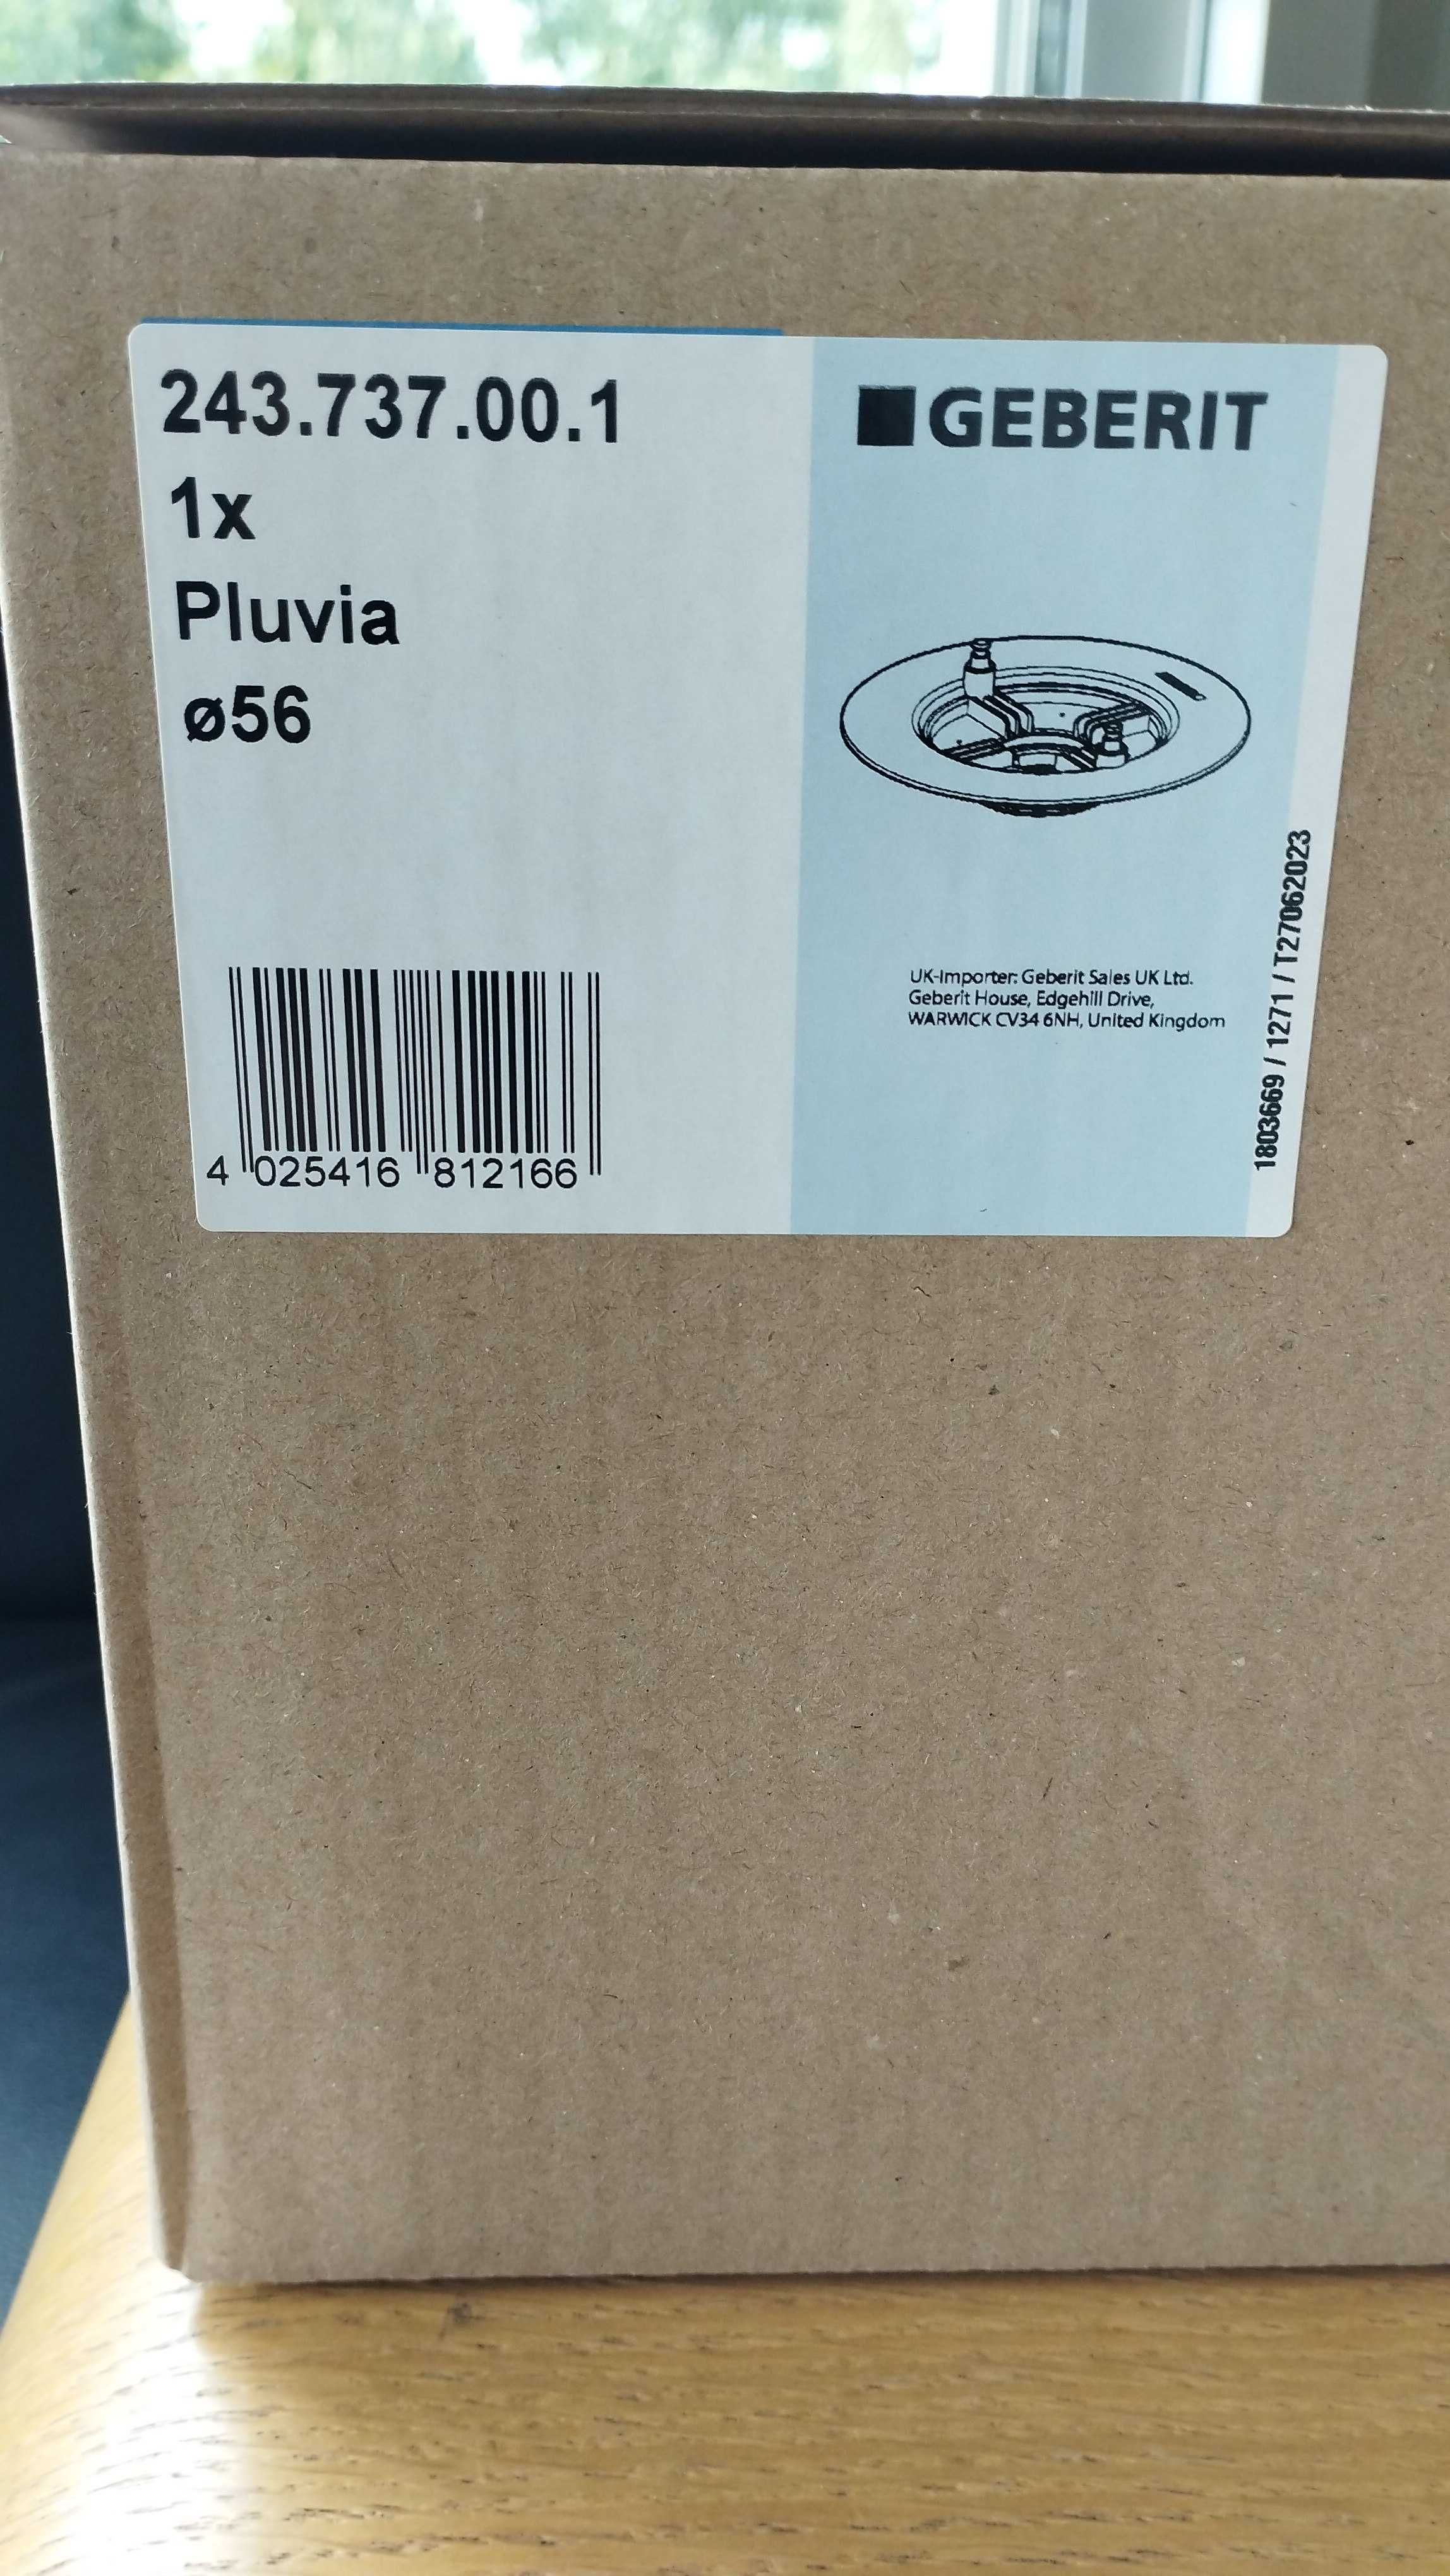 243.737.00.1
1x
Pluvia
ø56
4 025416 812166
GEBERIT
UK-Importer: Geberit Sales UK Ltd.
Geberit House, Edgehill Drive,
WARWICK CV34 6NH, United Kingdom
1803669 / 1271 / T27062023